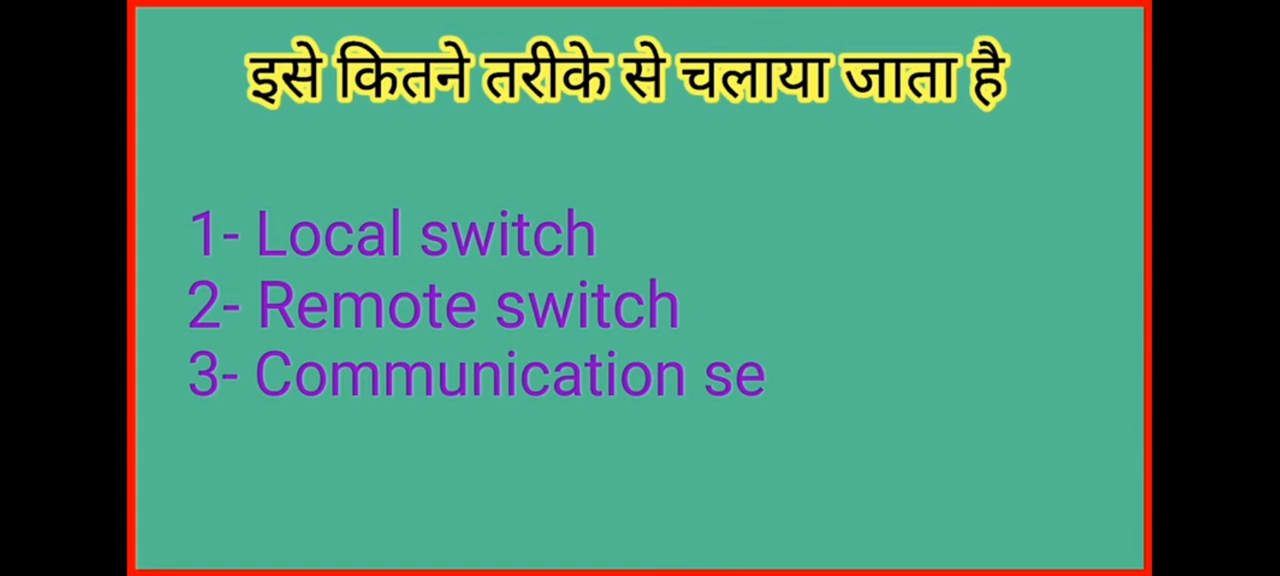 इसे कितने तरीके से चलाया जाता है
1- Local switch
2- Remote switch
3- Communication se